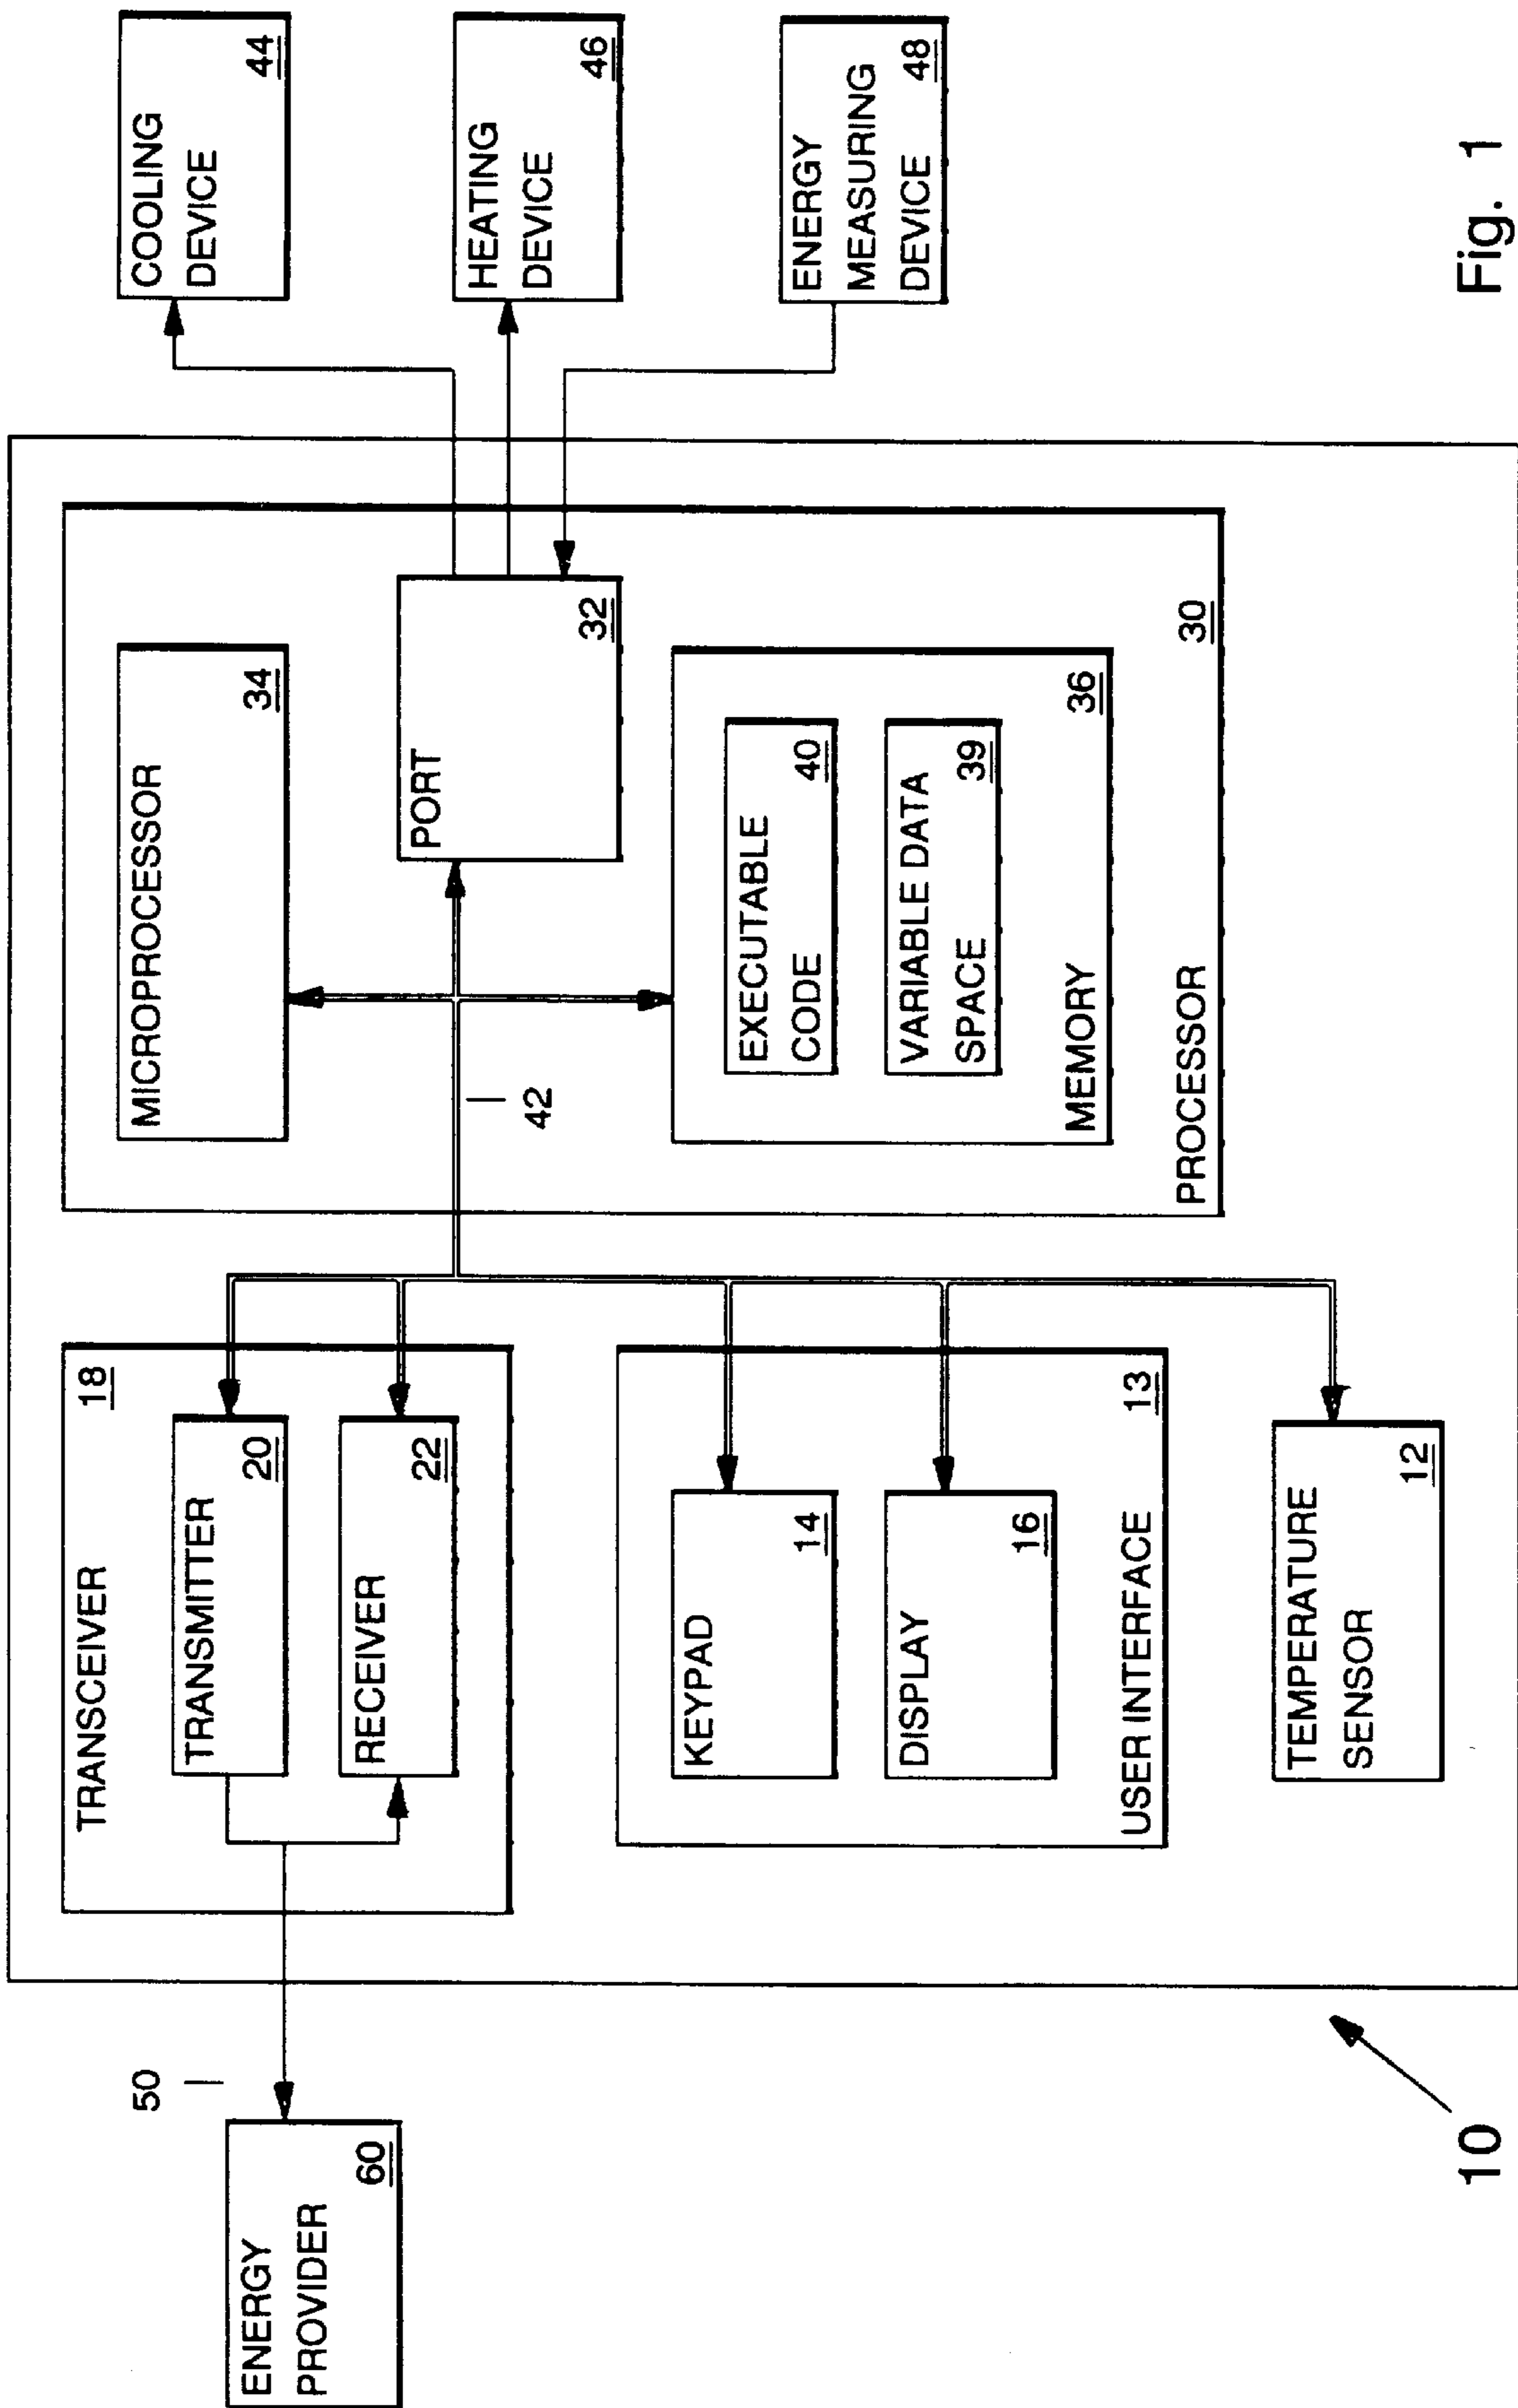 ENERGY
PROVIDER
60
50
10
TRANSCEIVER
18
TRANSMITTER
20
RECEIVER
22
KEYPAD
14
DISPLAY
16
USER INTERFACE
13
TEMPERATURE
SENSOR
12
42
MICROPROCESSOR
34
PORT
32
EXECUTABLE
CODE
40
VARIABLE DATA
SPACE
39
MEMORY
36
PROCESSOR
30
COOLING
DEVICE
44
HEATING
DEVICE
46
ENERGY
MEASURING
DEVICE
48
Fig. 1